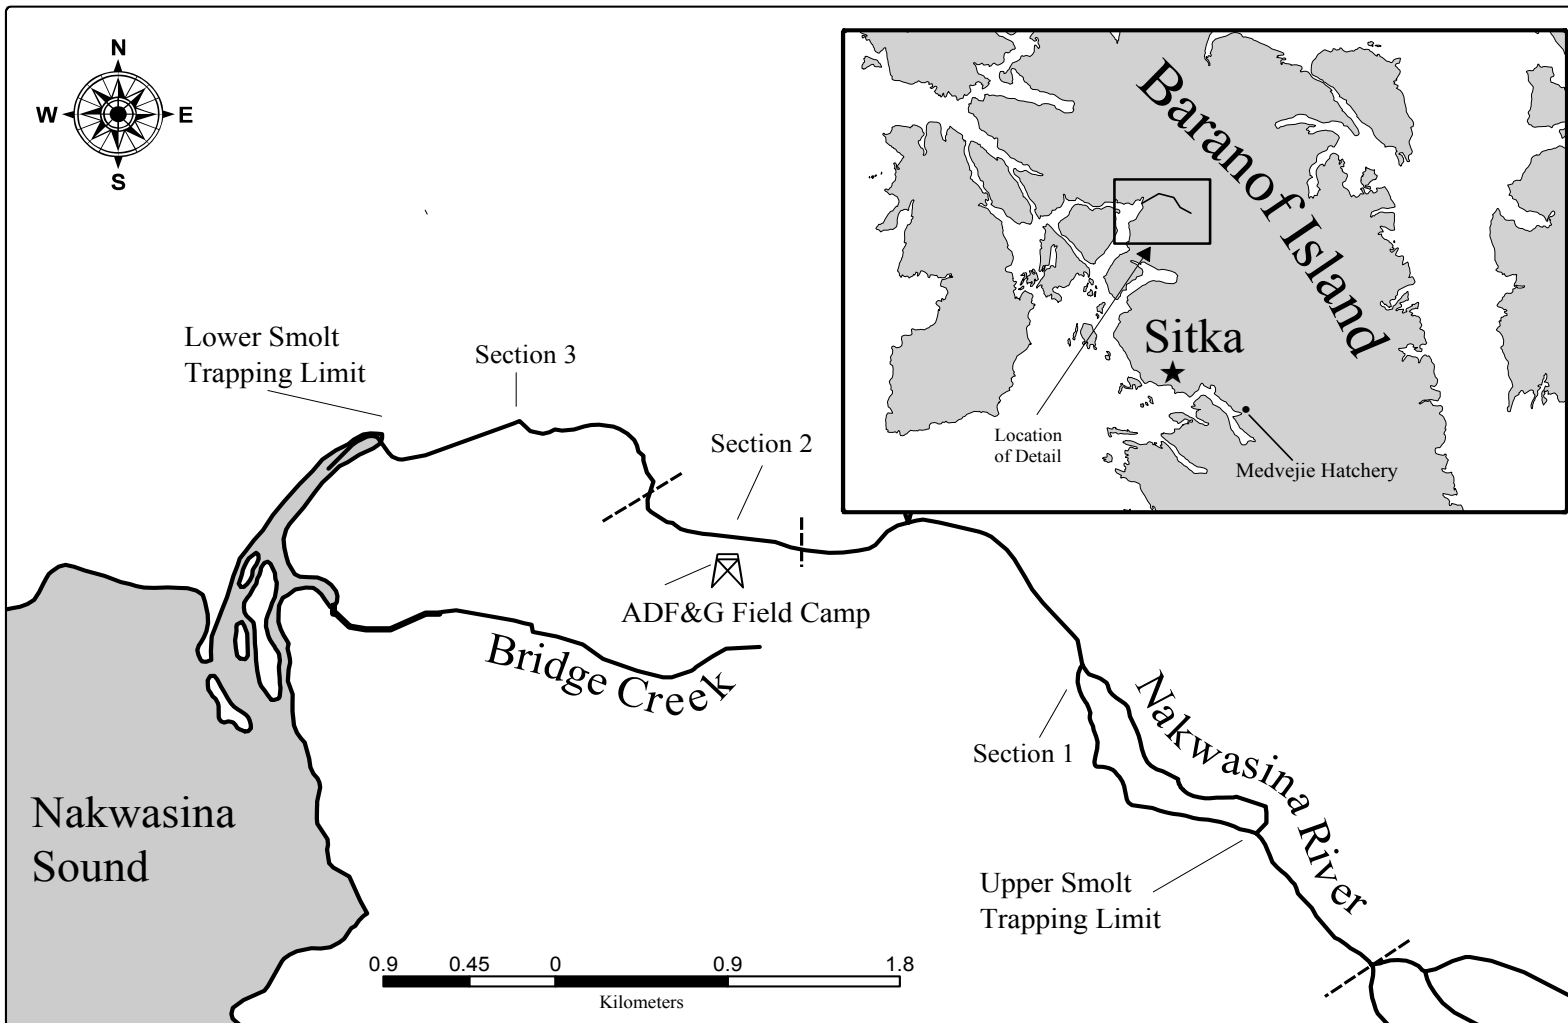 N
W
E
S
Baranof Island
Sitka
Location
of Detail
Medvejie Hatchery
Lower Smolt
Trapping Limit
Section 3
Section 2
ADF&G Field Camp
Bridge Creek
Section 1
Nakwasina River
Nakwasina
Sound
Upper Smolt
Trapping Limit
0.9 0.45 0 0.9 1.8
Kilometers